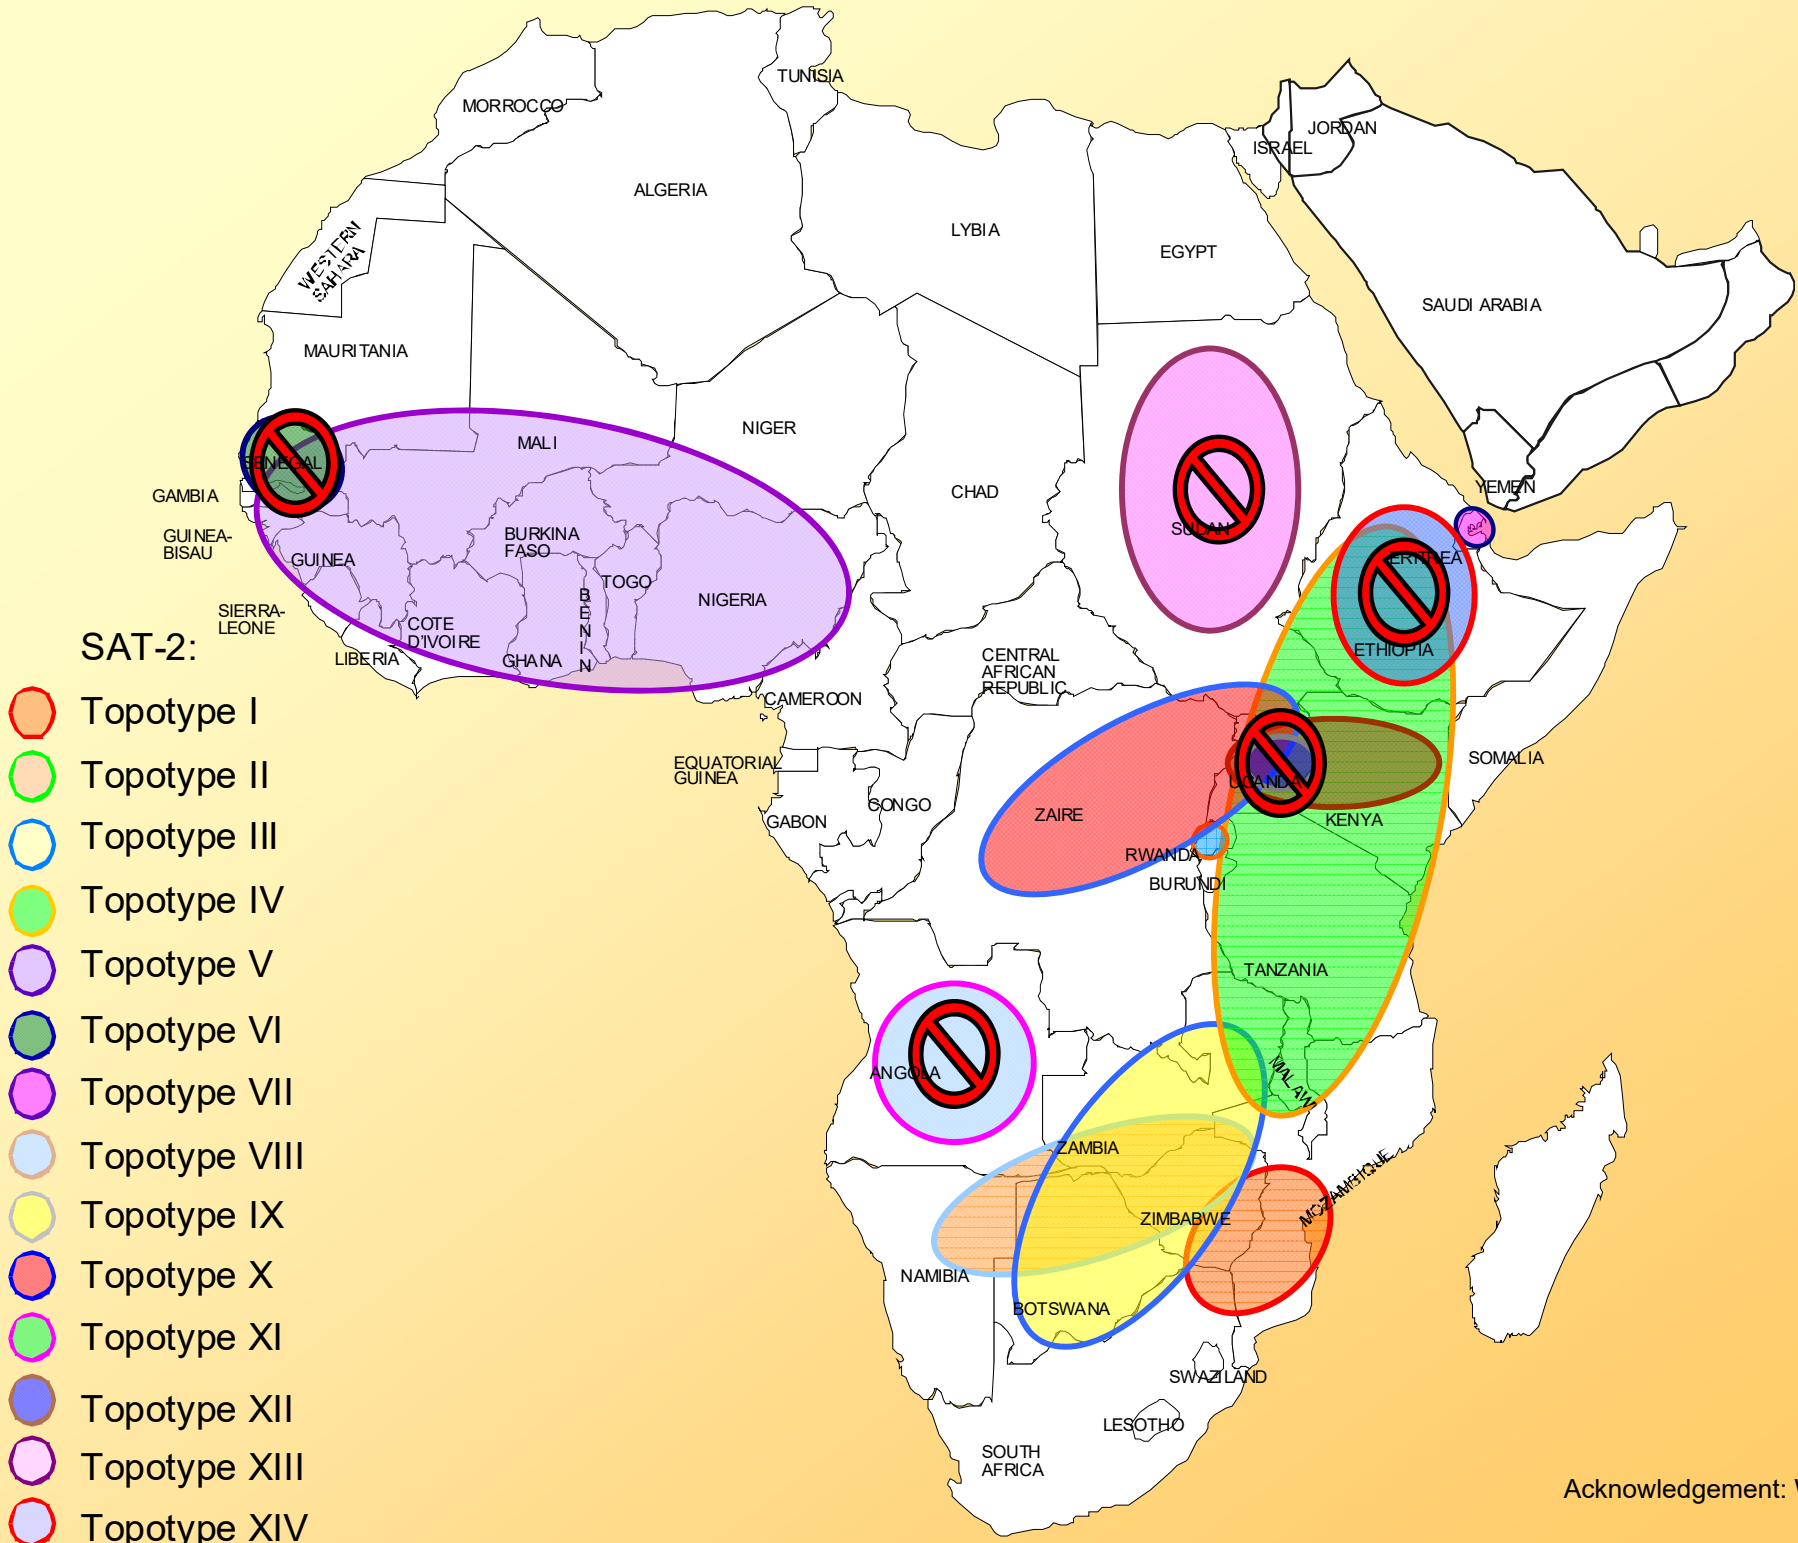 TUNISIA
MORROCCO
JORDAN
ISRAEL
ALGERIA
WESTERN
SAHARA
LYBIA
EGYPT
SAUDI ARABIA
MAURITANIA
NIGER
MALI
SENEGAL
CHAD
YEMEN
GAMBIA
SUDAN
GUINEA-
BISAU
BURKINA
FASO
GUINEA
ERITREA
TOGO
BENIN
NIGERIA
SIERRA-
LEONE
COTE
D'IVOIRE
LIBERIA
GHANA
ETHIOPIA
CENTRAL
AFRICAN
REPUBLIC
CAMEROON
EQUATORIAL
GUINEA
SOMALIA
UGANDA
CONGO
GABON
ZAIRE
KENYA
RWANDA
BURUNDI
TANZANIA
ANGOLA
MALAWI
ZAMBIA
MOZAMBIQUE
ZIMBABWE
NAMIBIA
BOTSWANA
SWAZILAND
LESOTHO
SOUTH
AFRICA
SAT-2:
Topotype I
Topotype II
Topotype III
Topotype IV
Topotype V
Topotype VI
Topotype VII
Topotype VIII
Topotype IX
Topotype X
Topotype XI
Topotype XII
Topotype XIII
Topotype XIV
Acknowledgement: